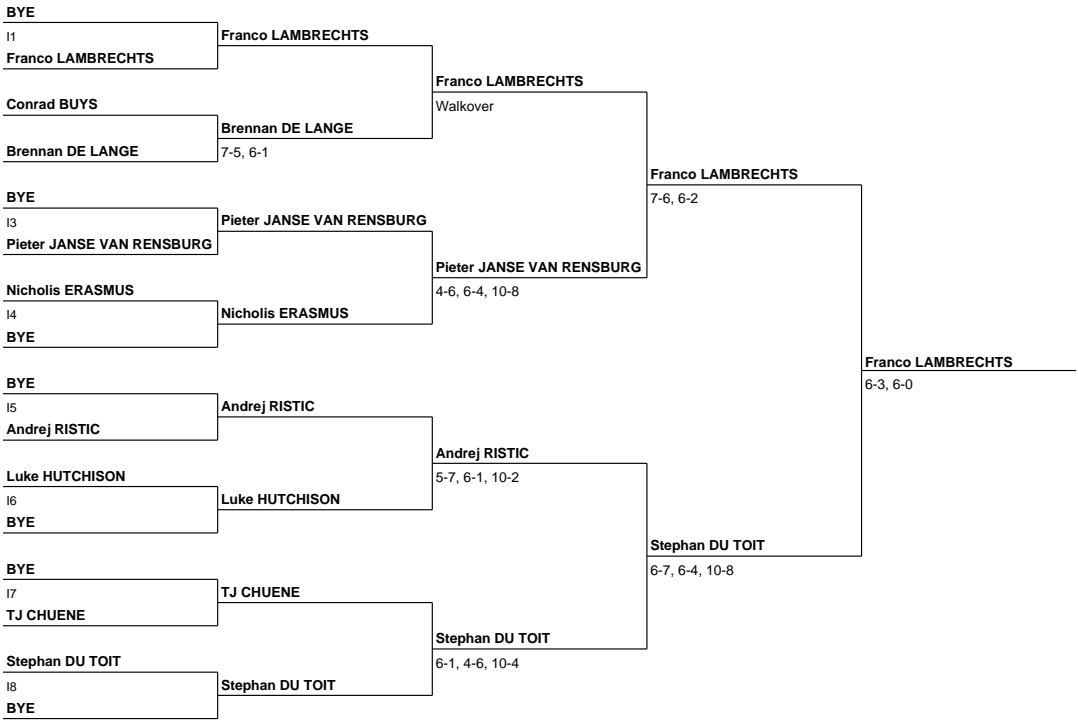 BYE
I1
Franco LAMBRECHTS
Franco LAMBRECHTS
Franco LAMBRECHTS
Walkover
Conrad BUYS
Brennan DE LANGE
7-5, 6-1
Brennan DE LANGE
Franco LAMBRECHTS
7-6, 6-2
BYE
I3
Pieter JANSE VAN RENSBURG
Pieter JANSE VAN RENSBURG
Pieter JANSE VAN RENSBURG
4-6, 6-4, 10-8
Nicholis ERASMUS
I4
BYE
Nicholis ERASMUS
Franco LAMBRECHTS
6-3, 6-0
BYE
I5
Andrej RISTIC
Andrej RISTIC
Andrej RISTIC
5-7, 6-1, 10-2
Luke HUTCHISON
I6
BYE
Luke HUTCHISON
Stephan DU TOIT
6-7, 6-4, 10-8
BYE
I7
TJ CHUENE
TJ CHUENE
Stephan DU TOIT
6-1, 4-6, 10-4
Stephan DU TOIT
I8
BYE
Stephan DU TOIT